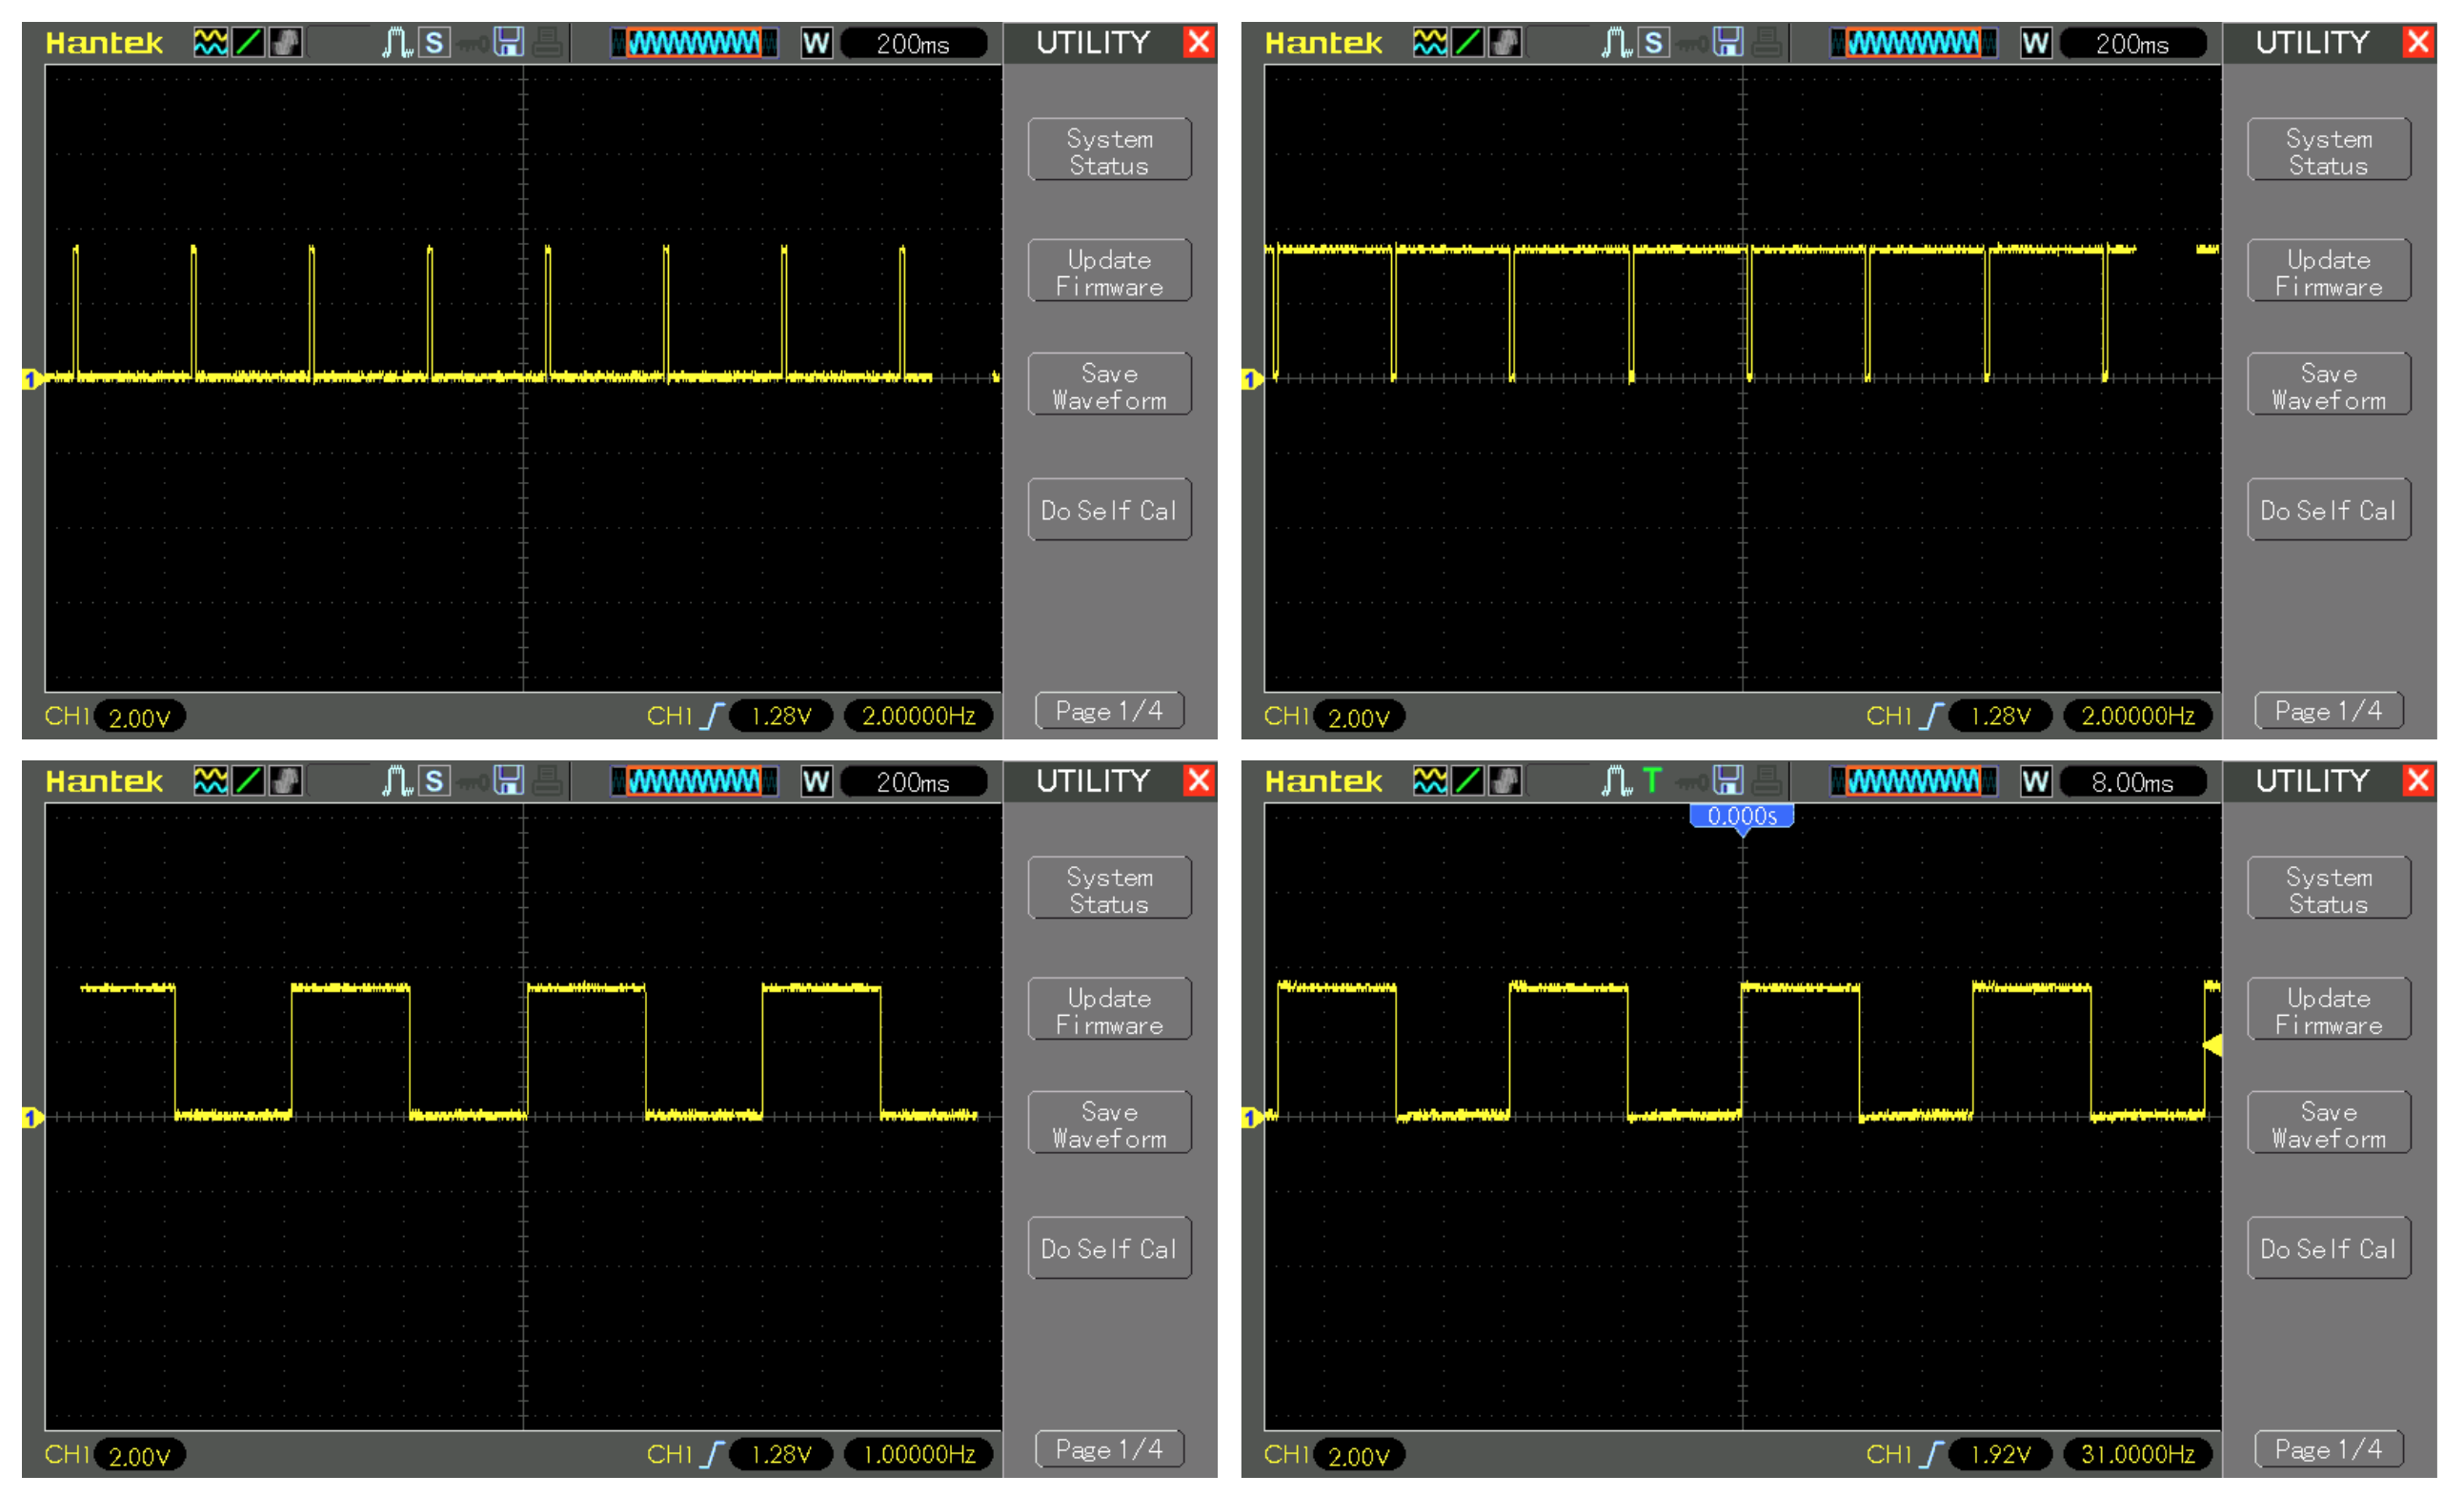 Hantek S W 200ms UTILITY X
System
Status
Update
Firmware
1
Save
Waveform
Do Self Cal
CH1 2.00V CH1 1.28V 2.00000Hz Page 1/4
Hantek S W 200ms UTILITY X
System
Status
Update
Firmware
1
Save
Waveform
Do Self Cal
CH1 2.00V CH1 1.28V 2.00000Hz Page 1/4
Hantek S W 200ms UTILITY X
System
Status
Update
Firmware
1
Save
Waveform
Do Self Cal
CH1 2.00V CH1 1.28V 1.00000Hz Page 1/4
Hantek T W 8.00ms UTILITY X
0.000s
System
Status
Update
Firmware
1
Save
Waveform
Do Self Cal
CH1 2.00V CH1 1.92V 31.0000Hz Page 1/4